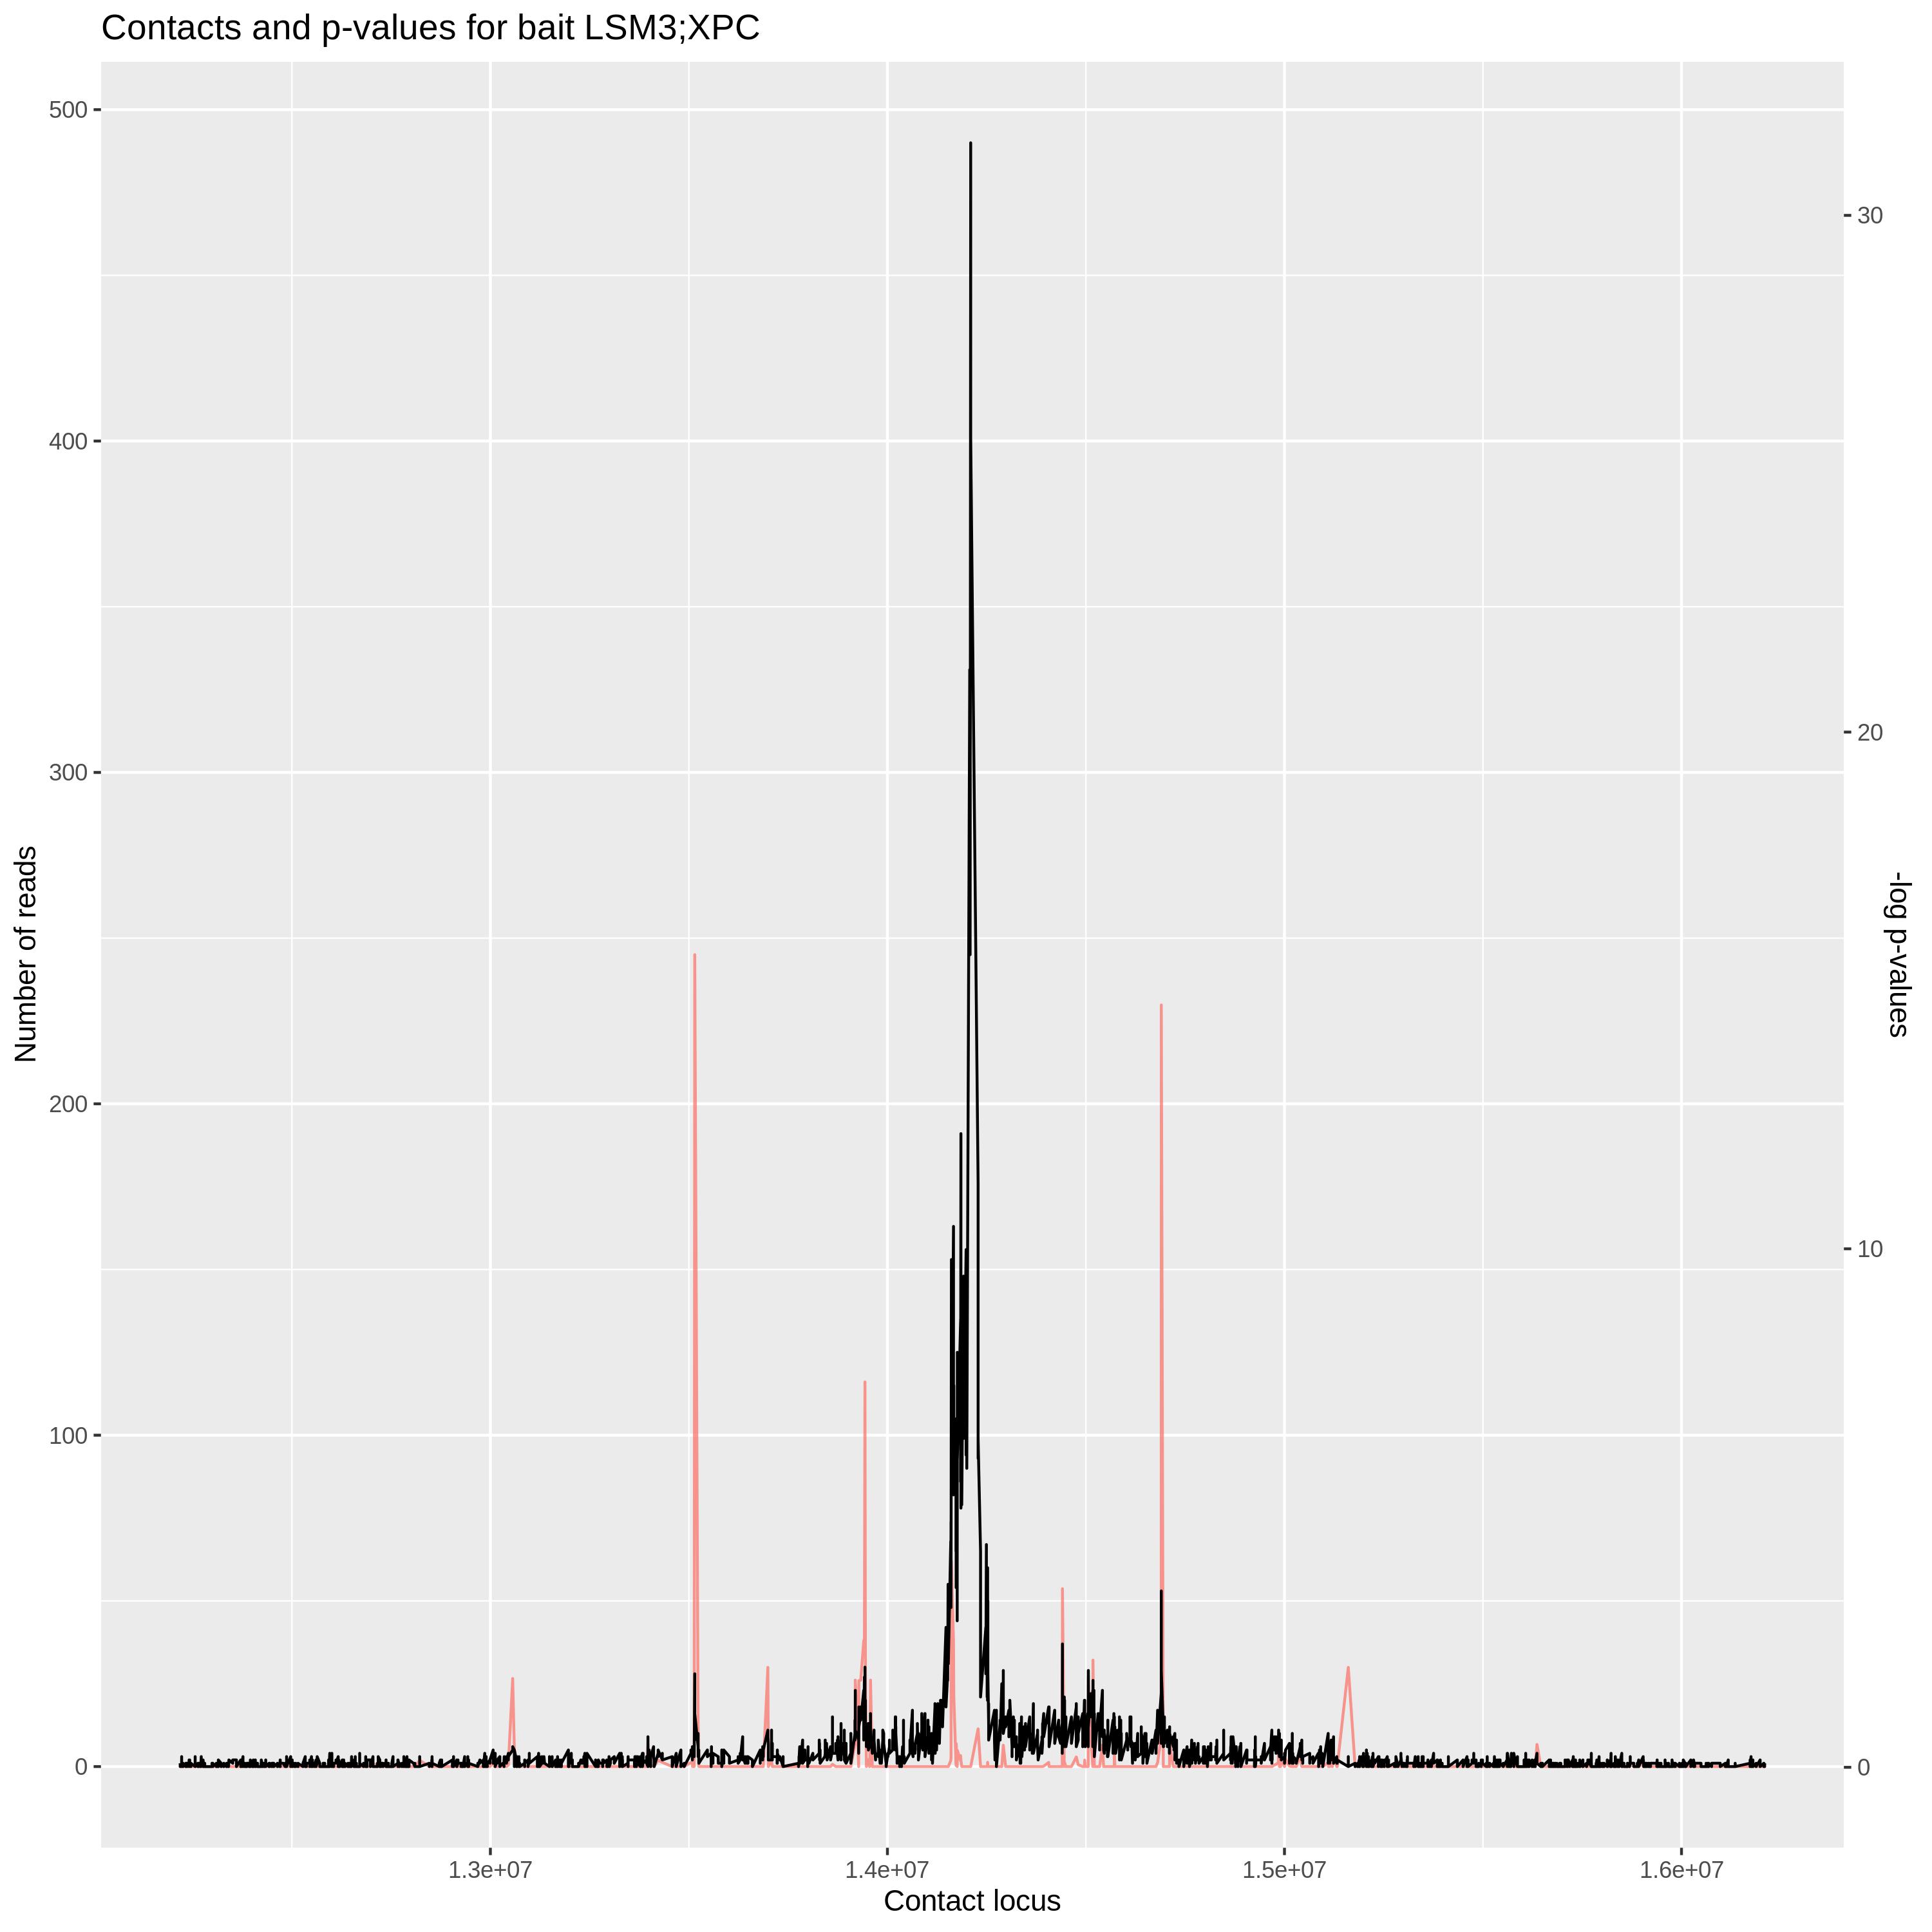 Contacts and p-values for bait LSM3;XPC
500
400
300
200
100
0
Number of reads
30
20
10
0
-log p-values
1.3e+07
1.4e+07
1.5e+07
1.6e+07
Contact locus